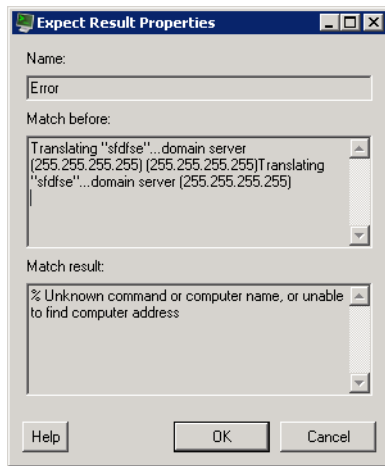 Expect Result Properties
Name:
Error
Match before:
Translating "sfdfse"...domain server
(255.255.255.255) (255.255.255.255)Translating
"sfdfse"...domain server (255.255.255.255)
Match result:
% Unknown command or computer name, or unable
to find computer address
Help OK Cancel